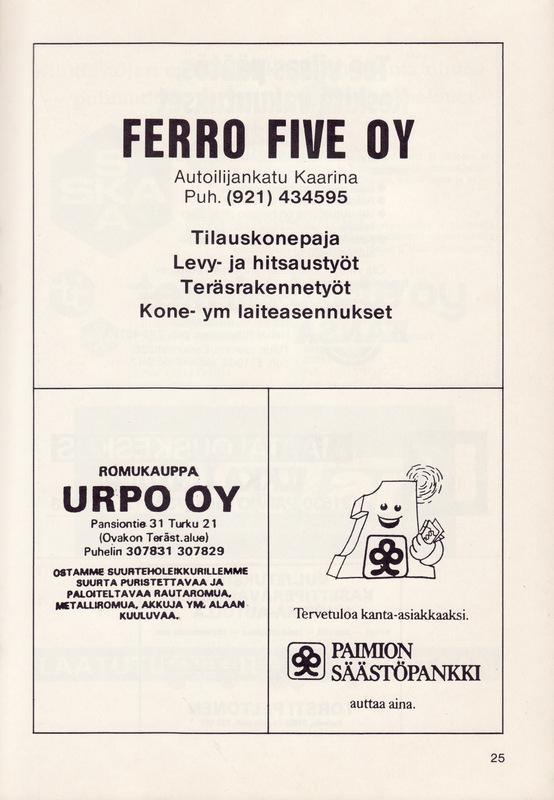 FERRO FIVE OY
Autoilijankatu Kaarina
Puh. (921) 434595
Tilauskonepaja
Levy- ja hitsaustyöt
Teräsrakennetyöt
Kone- ym laiteasennukset
ROMUKAUPPA
URPO OY
Pansiontie 31 Turku 21
(Ovakon Teräst.alue)
Puhelin 307831 307829
OSTAMME SUURTEHOLEIKKURILLEMME
SUURTA PURISTETTAVAA JA
PALOITELTAVAA RAUTAROMUA,
METALLIROMUA, AKKUJA YM. ALAAN
KUULUVAA.
Tervetuloa kanta-asiakkaaksi.
PAIMION
SÄÄSTÖPANKKI
auttaa aina.
25